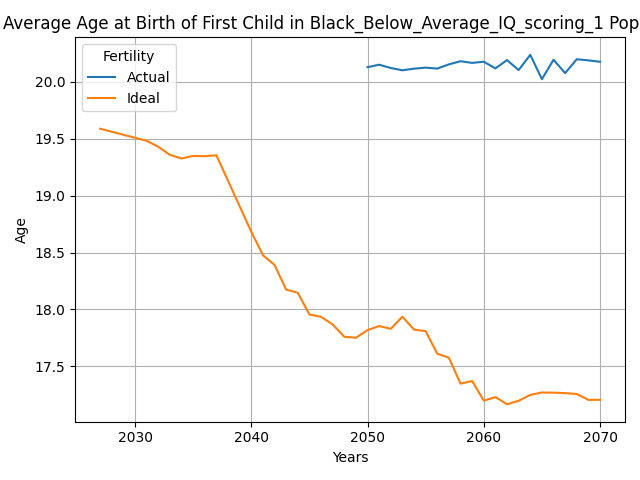 Average Age at Birth of First Child in Black_Below_Average_IQ_scoring_1 Pop
Fertility
Actual
Ideal
20.0
19.5
19.0
18.5
18.0
17.5
Age
2030 2040 2050 2060 2070
Years